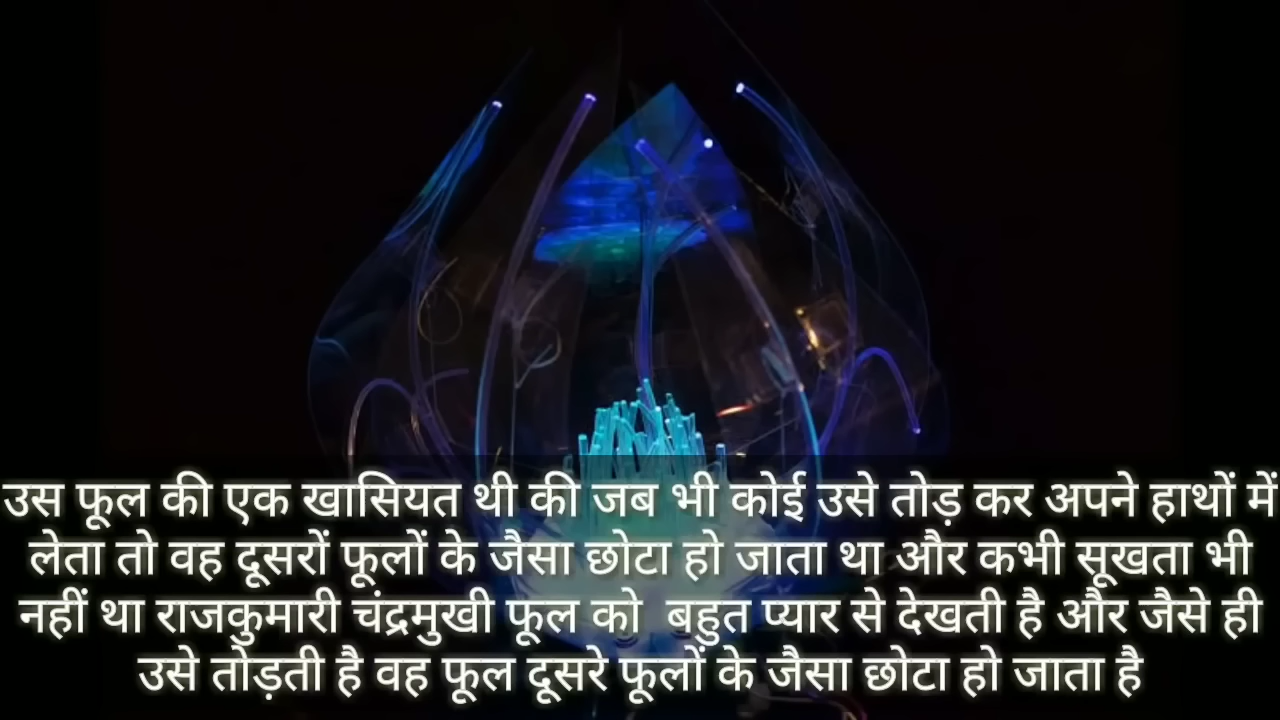 उस फूल की एक खासियत थी की जब भी कोई उसे तोड़ कर अपने हाथों में
लेता तो वह दूसरों फूलों के जैसा छोटा हो जाता था और कभी सूखता भी
नहीं था राजकुमारी चंद्रमुखी फूल को बहुत प्यार से देखती है और जैसे ही
उसे तोड़ती है वह फूल दूसरे फूलों के जैसा छोटा हो जाता है